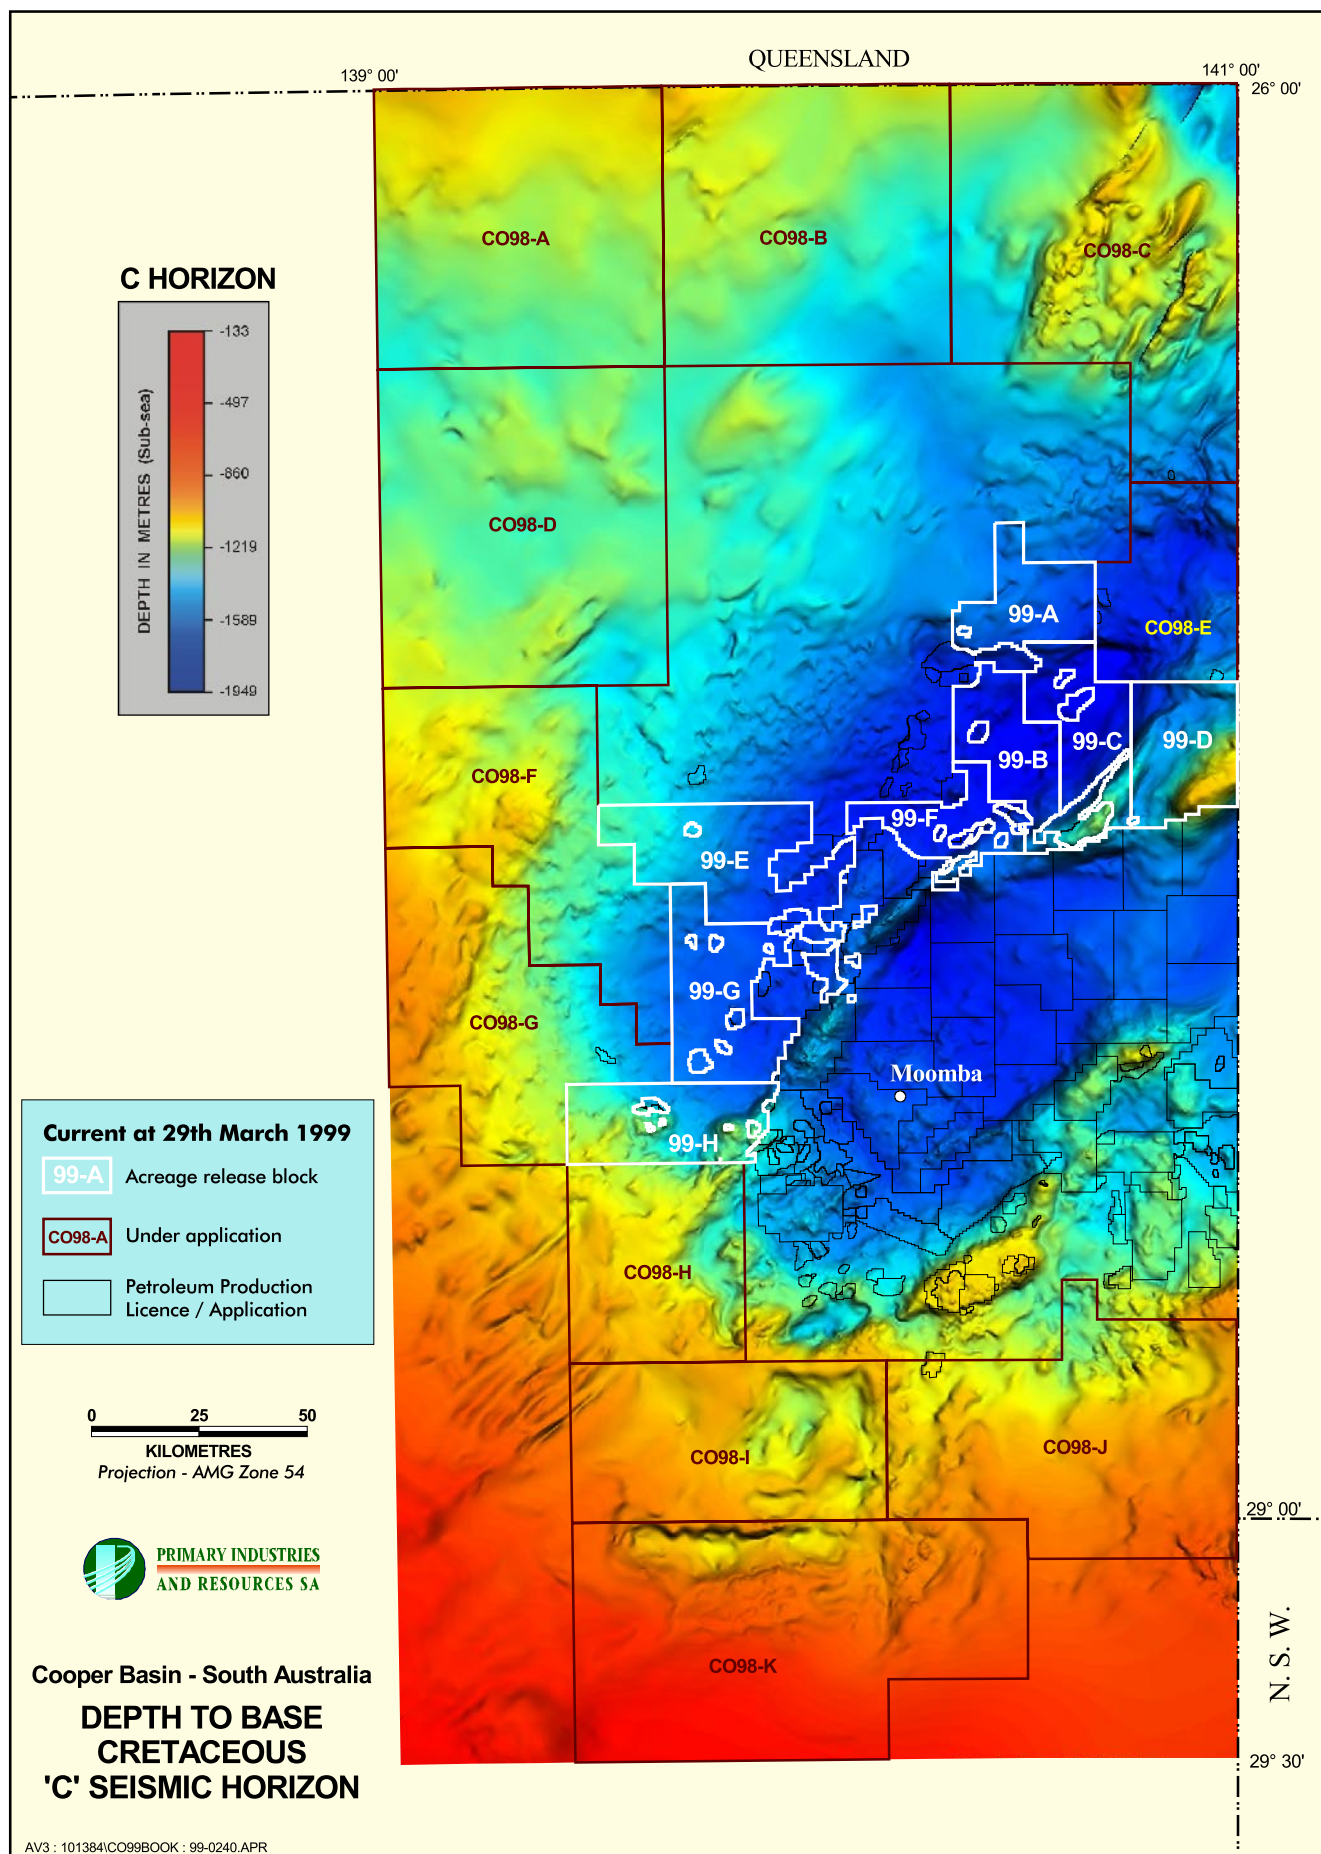 QUEENSLAND
139° 00'
141° 00'
26° 00'
CO98-A
CO98-B
CO98-C
C HORIZON
DEPTH IN METRES (Sub-sea)
-133
-497
-860
-1219
-1589
-1949
CO98-D
99-A
CO98-E
99-B
99-C
99-D
CO98-F
99-F
99-E
99-G
CO98-G
Moomba
99-H
Current at 29th March 1999
99-A
Acreage release block
CO98-A
Under application
Petroleum Production
Licence / Application
CO98-H
0 25 50
KILOMETRES
Projection - AMG Zone 54
CO98-I
CO98-J
29° 00'
PRIMARY INDUSTRIES
AND RESOURCES SA
N. S. W.
CO98-K
Cooper Basin - South Australia
DEPTH TO BASE
CRETACEOUS
'C' SEISMIC HORIZON
29° 30'
AV3 : 101384\CO99BOOK : 99-0240.APR